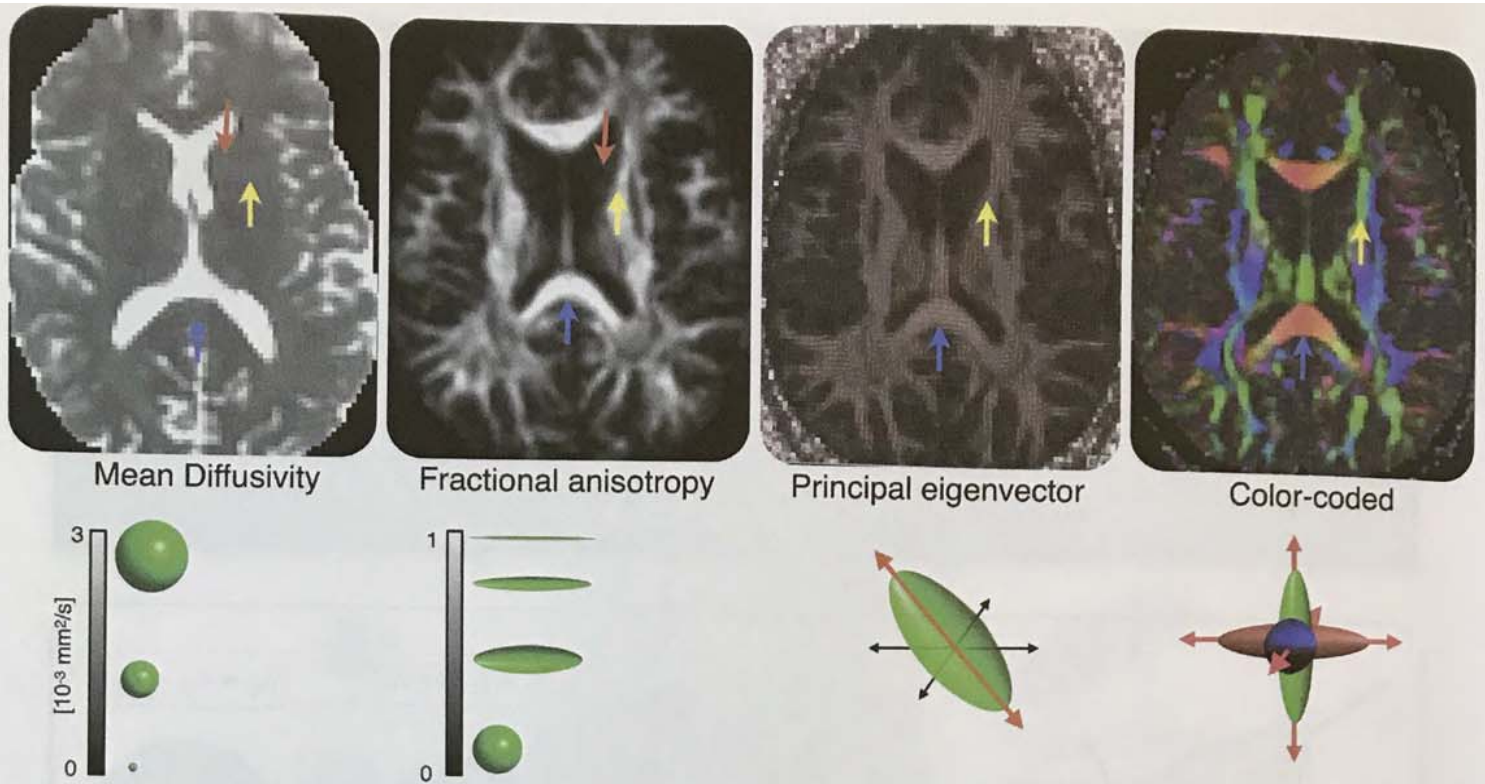 Mean Diffusivity
Fractional anisotropy
Principal eigenvector
Color-coded
3
[10⁻³ mm²/s]
0
1
0